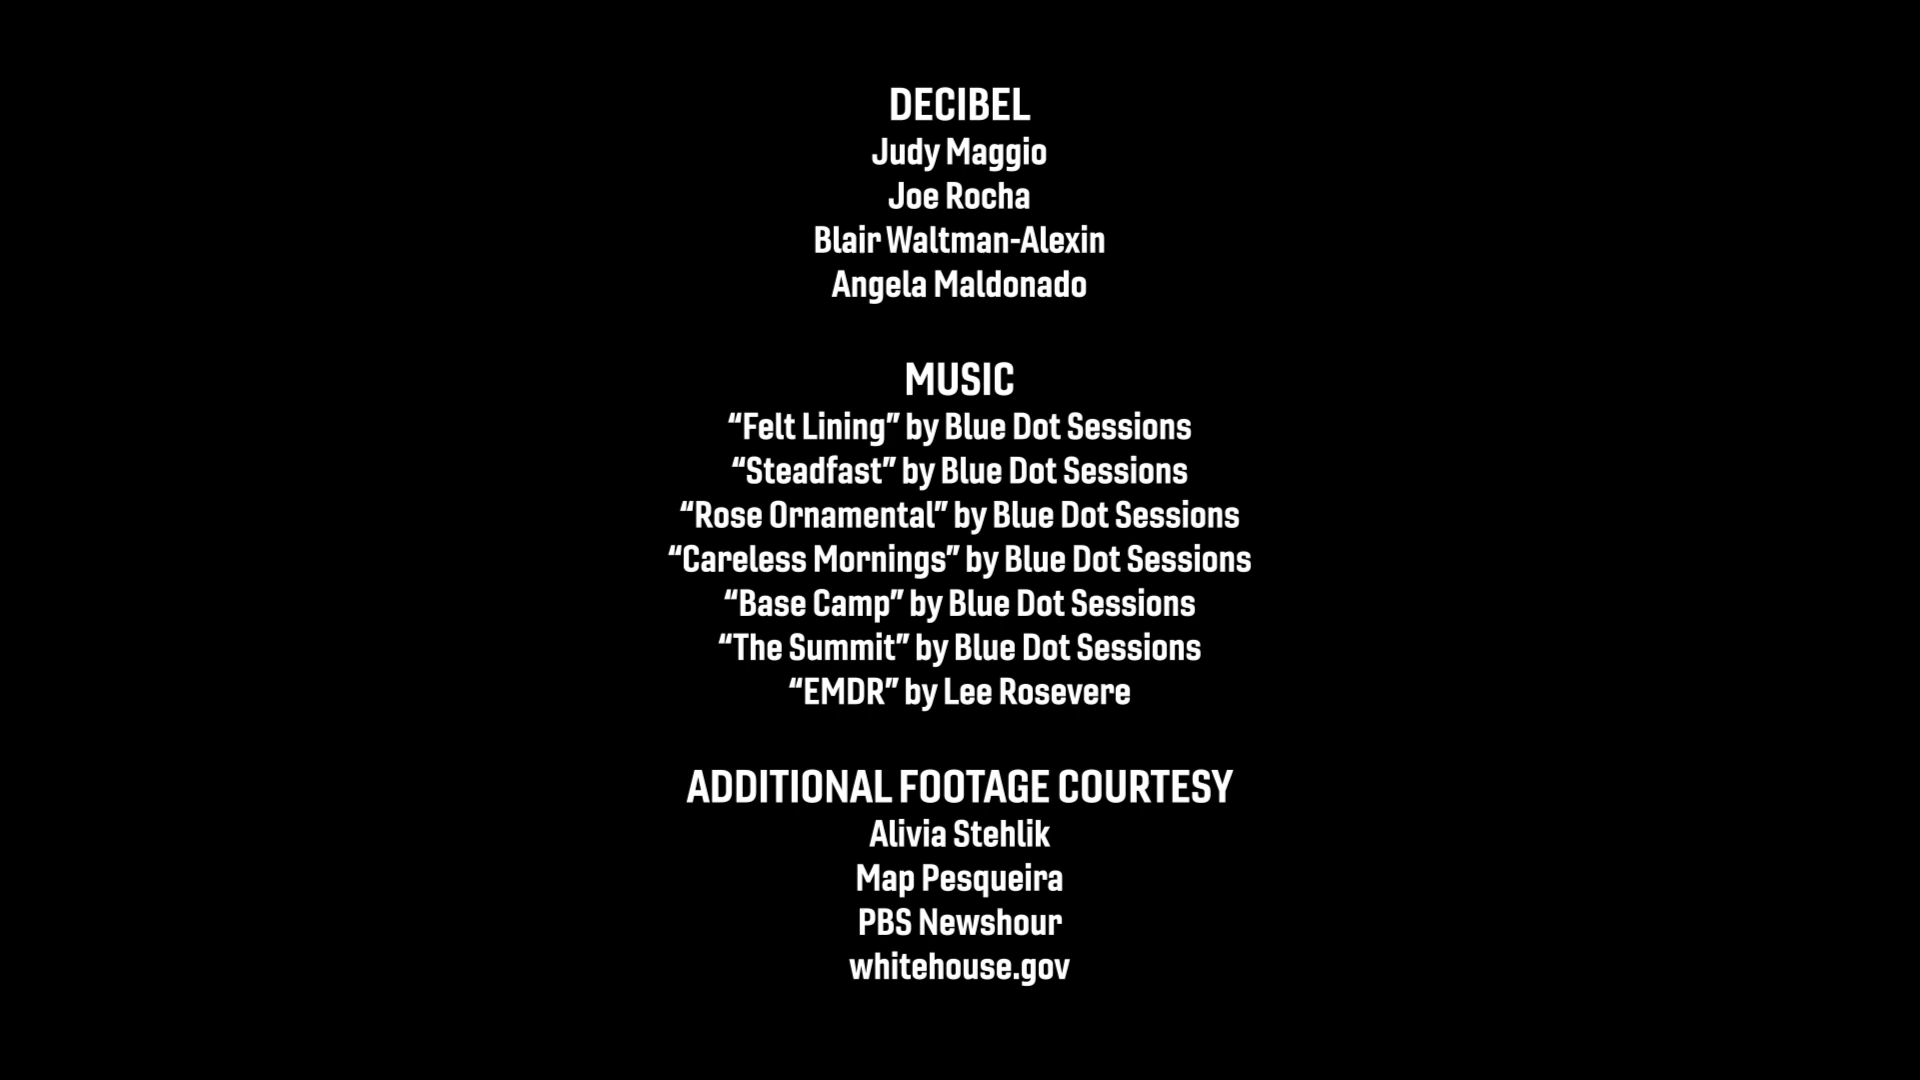 DECIBEL
Judy Maggio
Joe Rocha
Blair Waltman-Alexin
Angela Maldonado
MUSIC
“Felt Lining” by Blue Dot Sessions
“Steadfast” by Blue Dot Sessions
“Rose Ornamental” by Blue Dot Sessions
“Careless Mornings” by Blue Dot Sessions
“Base Camp” by Blue Dot Sessions
“The Summit” by Blue Dot Sessions
“EMDR” by Lee Rosevere
ADDITIONAL FOOTAGE COURTESY
Alivia Stehlik
Map Pesqueira
PBS Newshour
whitehouse.gov